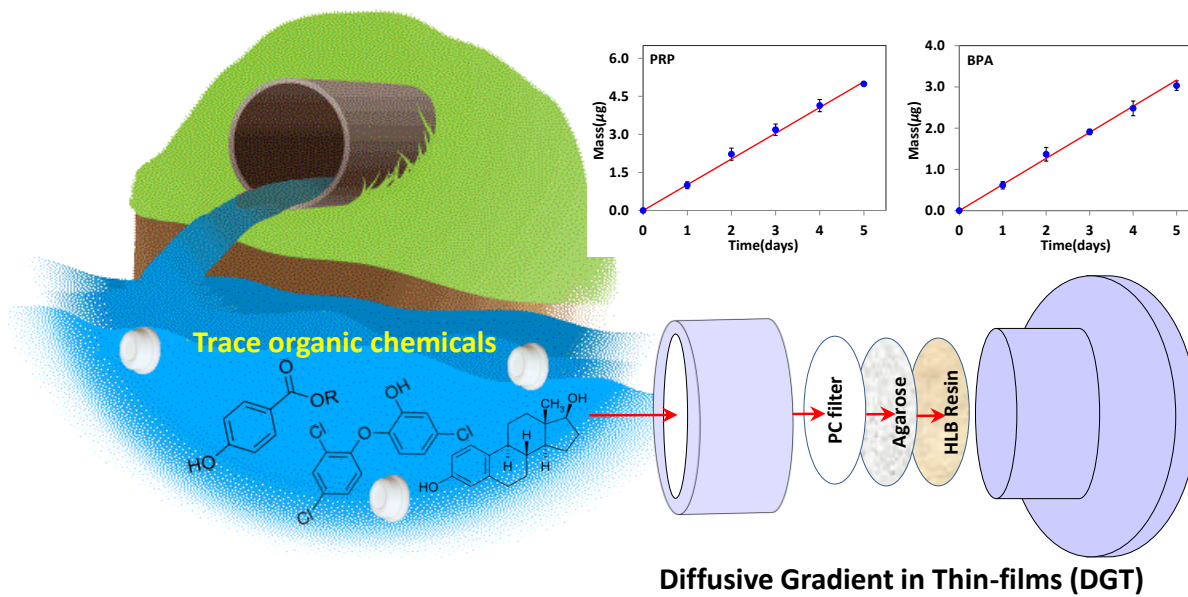 PRP
6.0
4.5
3.0
1.5
0.0
Mass(µg)
0 1 2 3 4 5
Time(days)
BPA
4.0
3.0
2.0
1.0
0.0
Mass(µg)
0 1 2 3 4 5
Time(days)
Trace organic chemicals
O
OR
HO
OH
Cl
O
Cl
Cl
CH₃
OH
H
H
H
HO
PC filter
Agarose
HLB Resin
Diffusive Gradient in Thin-films (DGT)